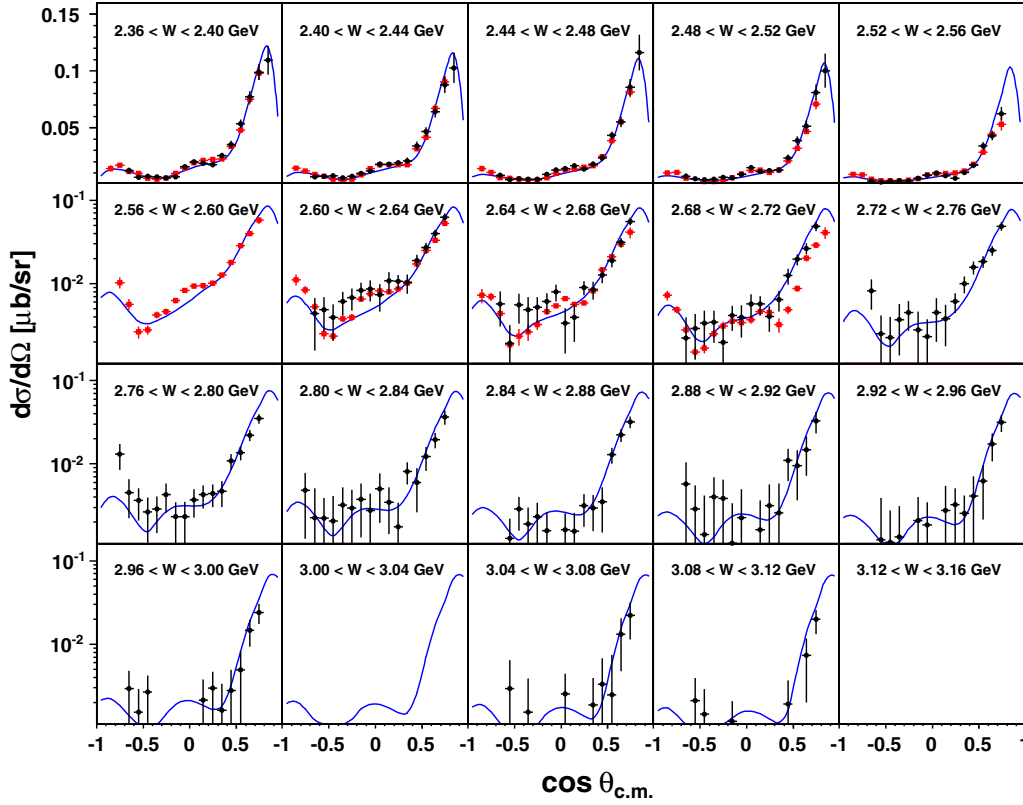 0.15
2.36 < W < 2.40 GeV
2.40 < W < 2.44 GeV
2.44 < W < 2.48 GeV
2.48 < W < 2.52 GeV
2.52 < W < 2.56 GeV
0.1
0.05
10⁻¹
2.56 < W < 2.60 GeV
2.60 < W < 2.64 GeV
2.64 < W < 2.68 GeV
2.68 < W < 2.72 GeV
2.72 < W < 2.76 GeV
10⁻²
dσ/dΩ [μb/sr]
10⁻¹
2.76 < W < 2.80 GeV
2.80 < W < 2.84 GeV
2.84 < W < 2.88 GeV
2.88 < W < 2.92 GeV
2.92 < W < 2.96 GeV
10⁻²
10⁻¹
2.96 < W < 3.00 GeV
3.00 < W < 3.04 GeV
3.04 < W < 3.08 GeV
3.08 < W < 3.12 GeV
3.12 < W < 3.16 GeV
10⁻²
-1 -0.5 0 0.5 -1 -0.5 0 0.5 -1 -0.5 0 0.5 -1 -0.5 0 0.5 -1 -0.5 0 0.5 1
cos θc.m.